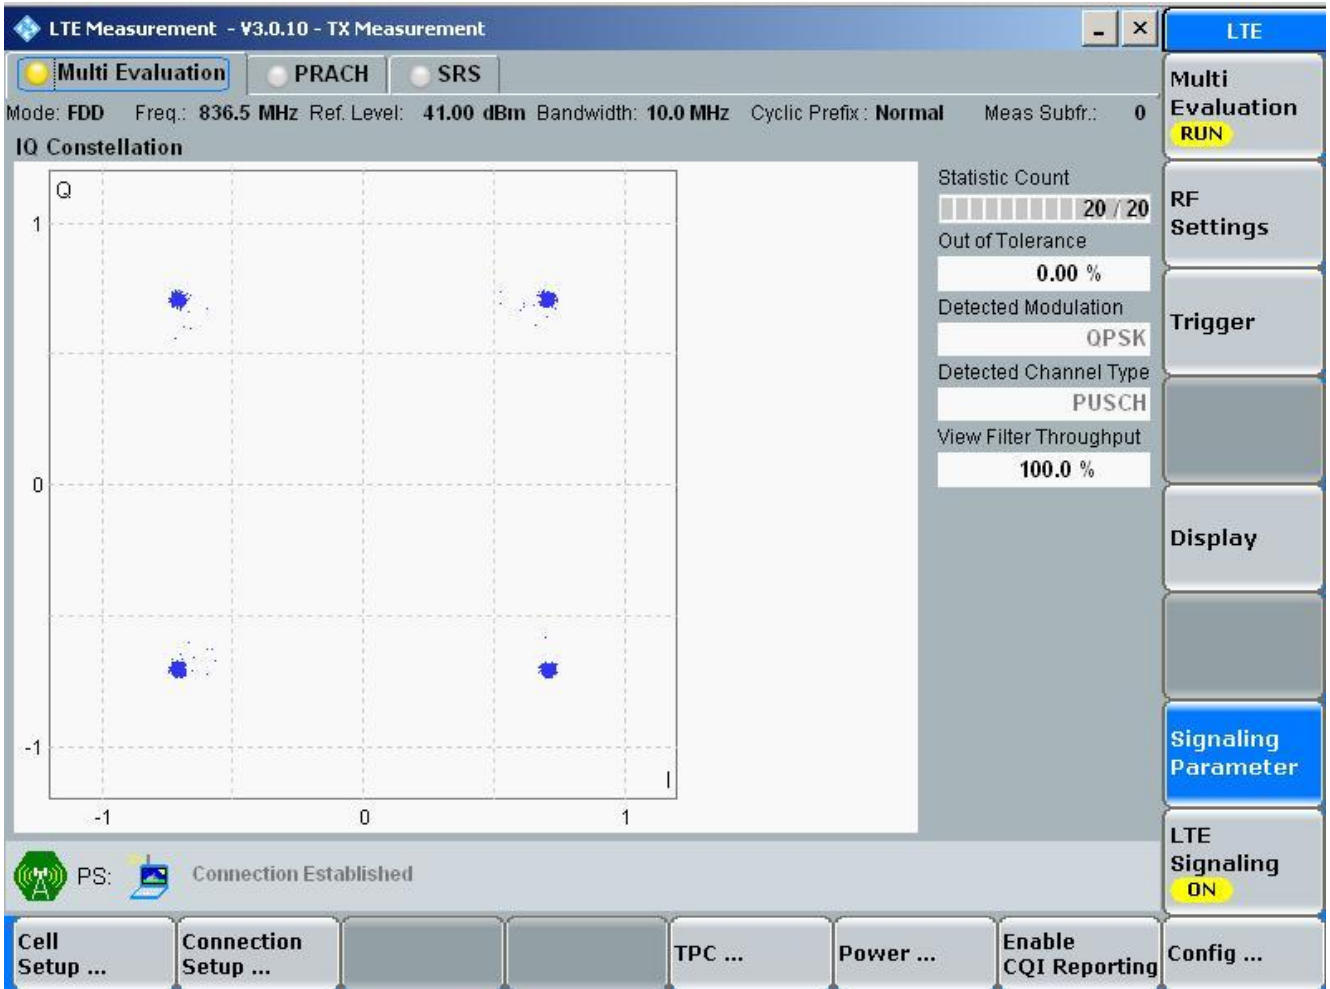 LTE Measurement - V3.0.10 - TX Measurement
LTE
Multi Evaluation PRACH SRS
Mode: FDD Freq.: 836.5 MHz Ref. Level: 41.00 dBm Bandwidth: 10.0 MHz Cyclic Prefix : Normal Meas Subfr.: 0
IQ Constellation
Q
1
0
-1
I
-1 0 1
Statistic Count
20 / 20
Out of Tolerance
0.00 %
Detected Modulation
QPSK
Detected Channel Type
PUSCH
View Filter Throughput
100.0 %
Multi
Evaluation
RUN
RF
Settings
Trigger
Display
Signaling
Parameter
LTE
Signaling
ON
PS: Connection Established
Cell
Setup ...
Connection
Setup ...
TPC ...
Power ...
Enable
CQI Reporting
Config ...